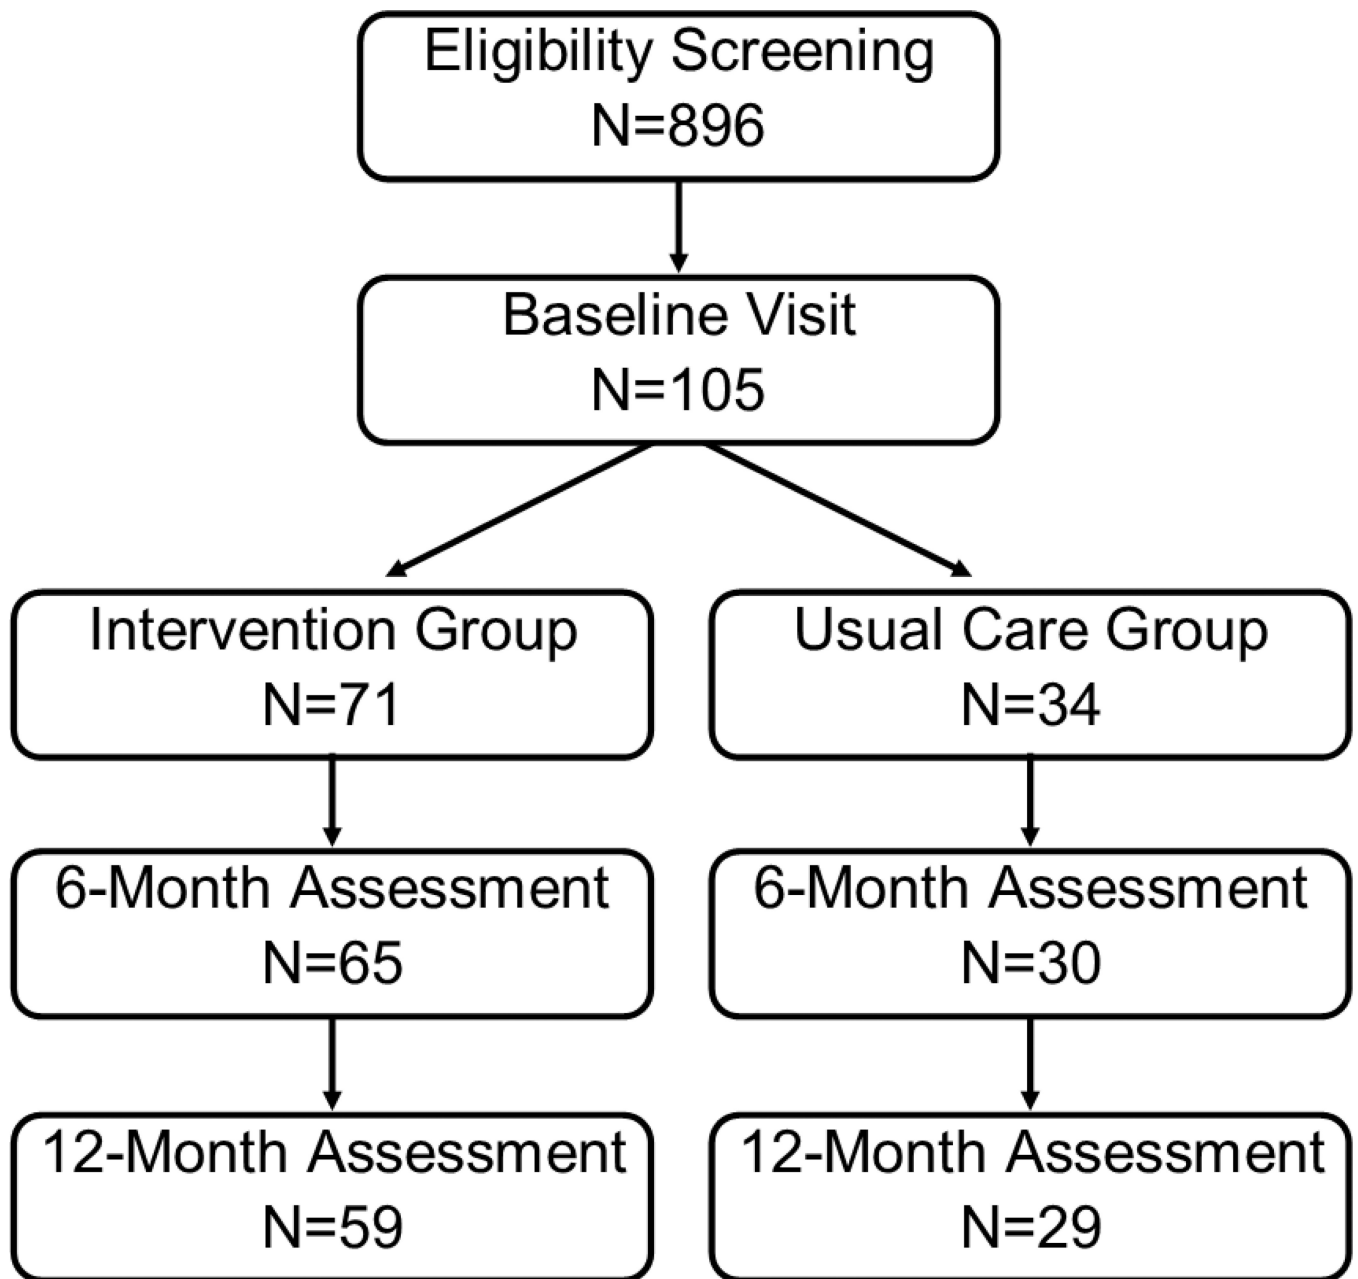 Eligibility Screening
N=896
Baseline Visit
N=105
Intervention Group
N=71
Usual Care Group
N=34
6-Month Assessment
N=65
6-Month Assessment
N=30
12-Month Assessment
N=59
12-Month Assessment
N=29